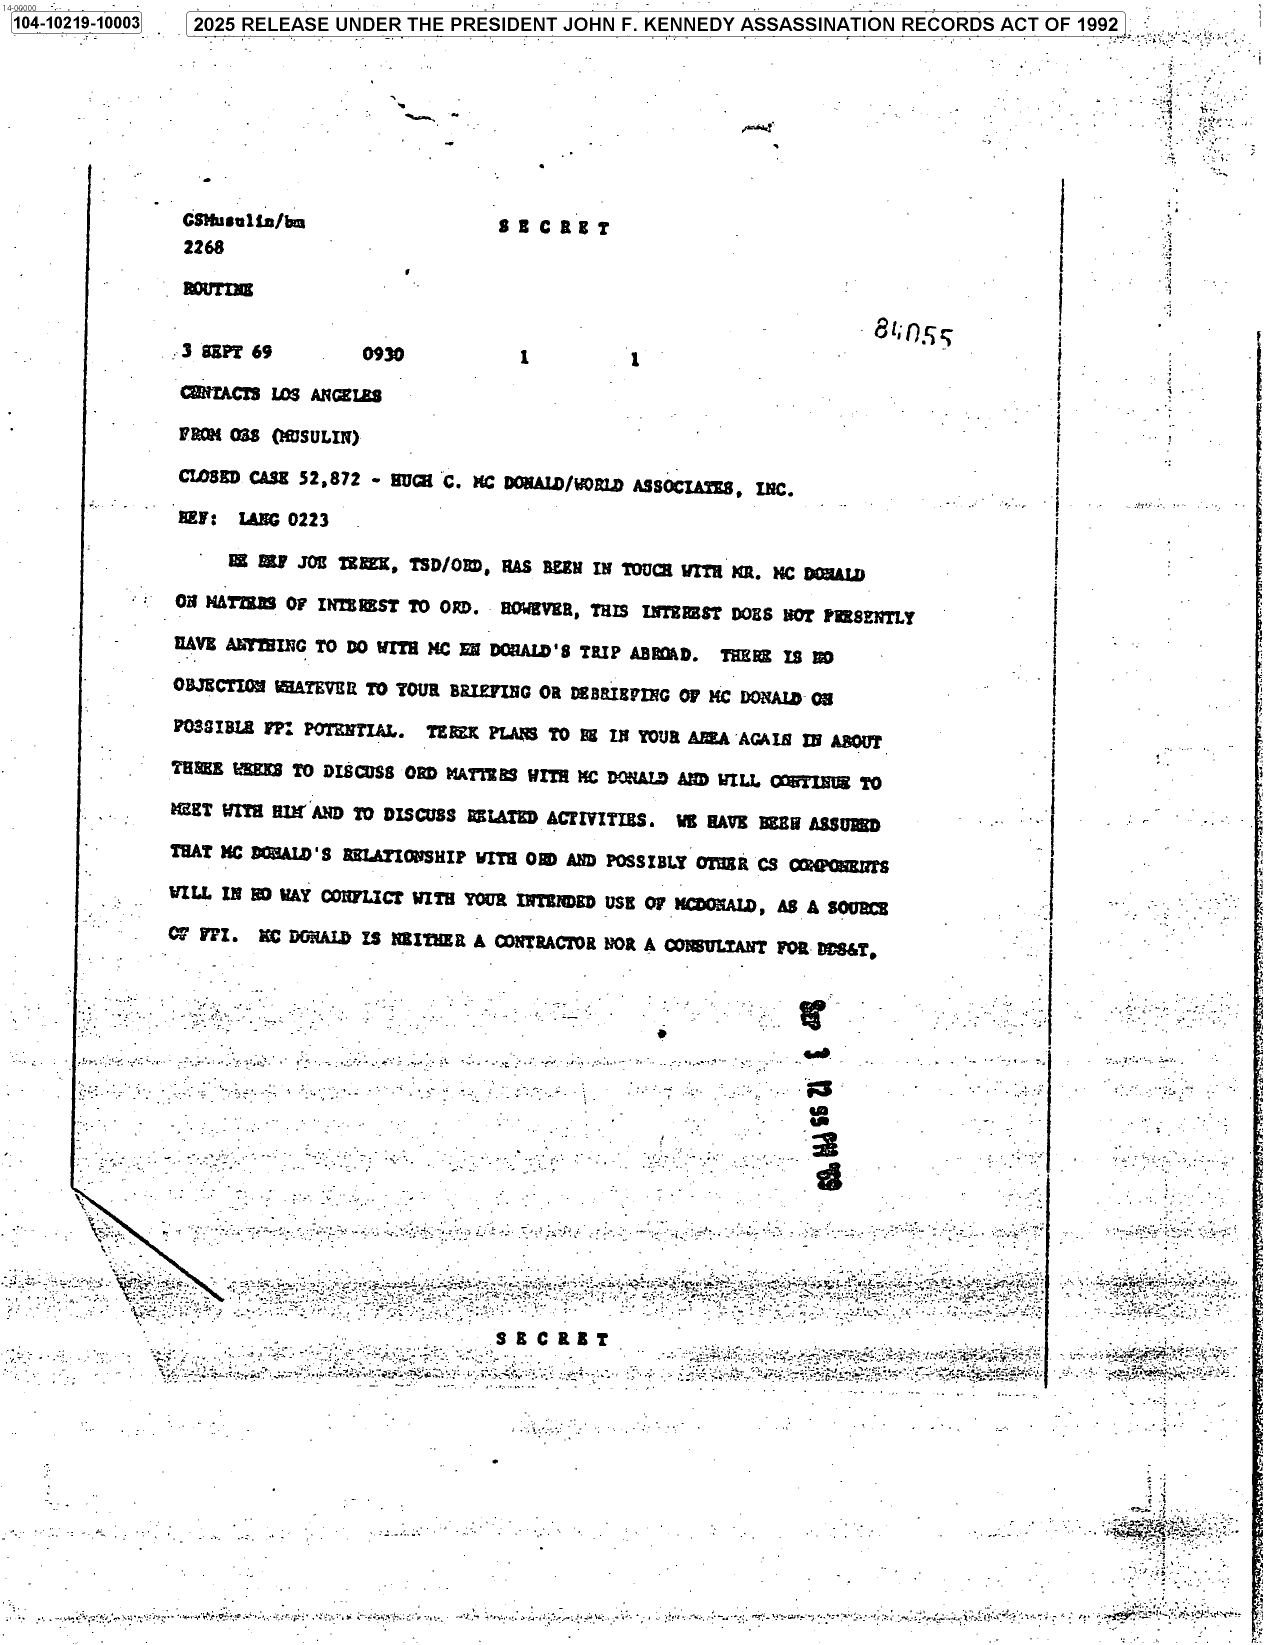 14-00000
104-10219-10003
2025 RELEASE UNDER THE PRESIDENT JOHN F. KENNEDY ASSASSINATION RECORDS ACT OF 1992
GSMusulin/bm
SECRET
2268
ROUTINE
84055
3 SEPT 69 0930 1 1
CONTACTS LOS ANGELES
FROM OSS (MUSULIN)
CLOSED CASE 52,872 - HUGH C. MC DONALD/WORLD ASSOCIATES, INC.
REF: LANG 0223
JOE TEREK, TSD/ORD, HAS BEEN IN TOUCH WITH MR. MC DONALD
ON MATTERS OF INTEREST TO ORD. HOWEVER, THIS INTEREST DOES NOT PRESENTLY
HAVE ANYTHING TO DO WITH MC DONALD'S TRIP ABROAD. THERE IS NO
OBJECTION WHATEVER TO YOUR BRIEFING OR DEBRIEFING OF MC DONALD ON
POSSIBLE FPI POTENTIAL. TEREK PLANS TO BE IN YOUR AREA AGAIN IN ABOUT
THREE WEEKS TO DISCUSS ORD MATTERS WITH MC DONALD AND WILL CONTINUE TO
MEET WITH HIM AND TO DISCUSS RELATED ACTIVITIES. WE HAVE BEEN ASSURED
THAT MC DONALD'S RELATIONSHIP WITH ORD AND POSSIBLY OTHER CS COMPONENTS
WILL IN NO WAY CONFLICT WITH YOUR INTENDED USE OF MCDONALD, AS A SOURCE
OF FPI. MC DONALD IS NEITHER A CONTRACTOR NOR A CONSULTANT FOR DDS&T.
SEP 3 12 55 PM '69
SECRET